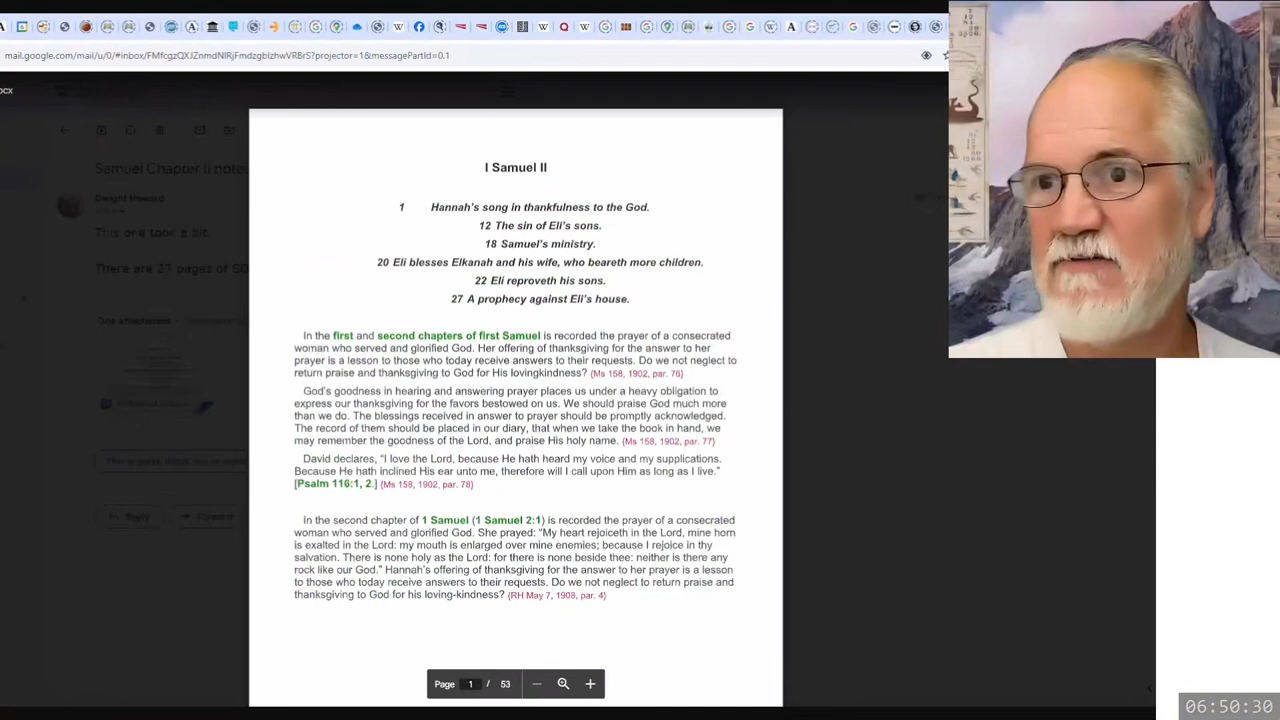 mail.google.com/mail/u/0/#inbox/FMfcgzQXJZnmdNlRjFmdzgblzhwVRBrS?projector=1&messagePartId=0.1
ocx
Samuel Chapter II notes
Dwight Howard
This one took a bit.
I Samuel II
1 Hannah's song in thankfulness to the God.
12 The sin of Eli's sons.
18 Samuel's ministry.
20 Eli blesses Elkanah and his wife, who beareth more children.
22 Eli reproveth his sons.
27 A prophecy against Eli's house.
In the first and second chapters of first Samuel is recorded the prayer of a consecrated
woman who served and glorified God. Her offering of thanksgiving for the answer to her
prayer is a lesson to those who today receive answers to their requests. Do we not neglect to
return praise and thanksgiving to God for His lovingkindness? {Ms 158, 1902, par. 76}
God's goodness in hearing and answering prayer places us under a heavy obligation to
express our thanksgiving for the favors bestowed on us. We should praise God much more
than we do. The blessings received in answer to prayer should be promptly acknowledged.
The record of them should be placed in our diary, that when we take the book in hand, we
may remember the goodness of the Lord, and praise His holy name. {Ms 158, 1902, par. 77}
David declares, "I love the Lord, because He hath heard my voice and my supplications.
Because He hath inclined His ear unto me, therefore will I call upon Him as long as I live."
[Psalm 116:1, 2.] {Ms 158, 1902, par. 78}
In the second chapter of 1 Samuel (1 Samuel 2:1) is recorded the prayer of a consecrated
woman who served and glorified God. She prayed: "My heart rejoiceth in the Lord, mine horn
is exalted in the Lord: my mouth is enlarged over mine enemies; because I rejoice in thy
salvation. There is none holy as the Lord: for there is none beside thee: neither is there any
rock like our God." Hannah's offering of thanksgiving for the answer to her prayer is a lesson
to those who today receive answers to their requests. Do we not neglect to return praise and
thanksgiving to God for his loving-kindness? {RH May 7, 1908, par. 4}
Reply
Forward
Page 1 / 53
06:50:30